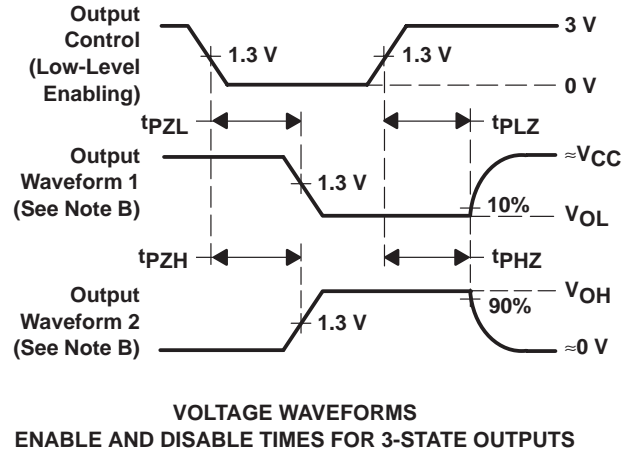 Output
Control
(Low-Level
Enabling)
1.3 V
1.3 V
3 V
0 V
tPZL
tPLZ
Output
Waveform 1
(See Note B)
1.3 V
≈VCC
10%
VOL
tPZH
tPHZ
Output
Waveform 2
(See Note B)
1.3 V
VOH
90%
≈0 V
VOLTAGE WAVEFORMS
ENABLE AND DISABLE TIMES FOR 3-STATE OUTPUTS